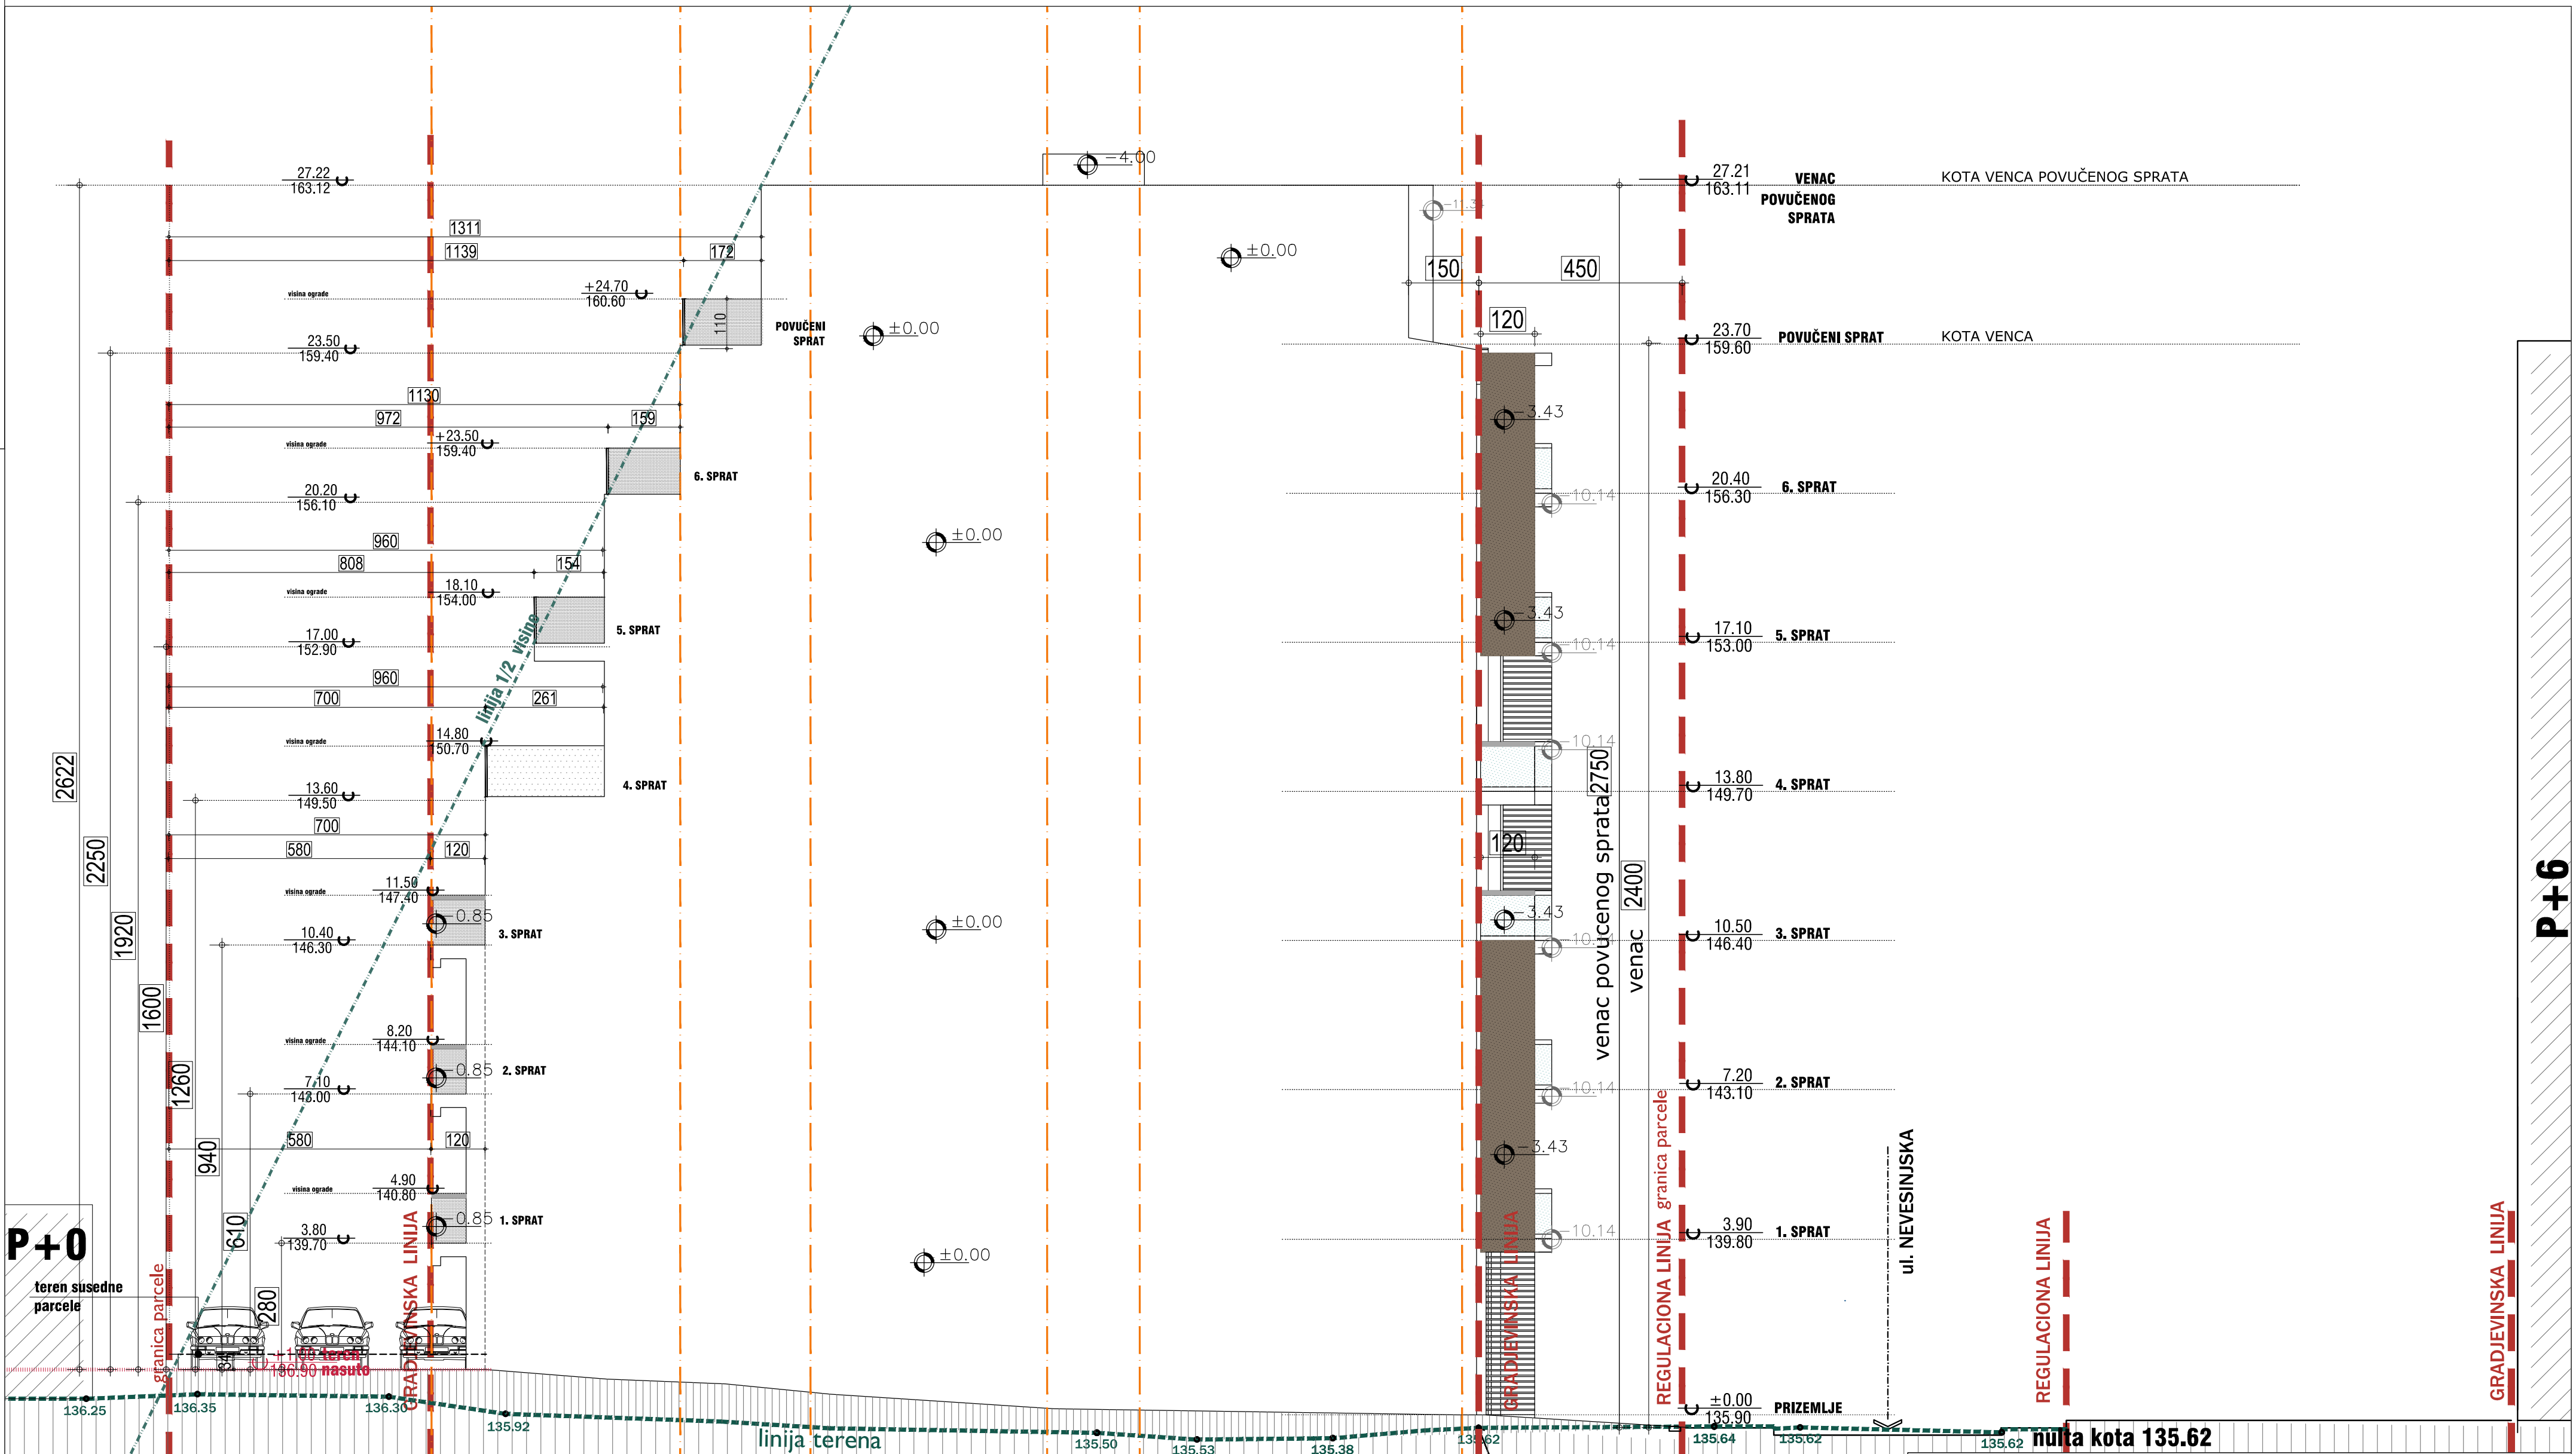 27.22
163.12
1311
1139
172
visina ograde
+24.70
160.60
110
POVUČENI
SPRAT
23.50
159.40
1130
972
159
visina ograde
+23.50
159.40
6. SPRAT
20.20
156.10
960
808
154
visina ograde
18.10
154.00
5. SPRAT
17.00
152.90
linija 1/2 visine
960
700
261
visina ograde
14.80
150.70
4. SPRAT
13.60
149.50
700
580
120
visina ograde
11.50
147.40
-0.85
3. SPRAT
10.40
146.30
visina ograde
8.20
144.10
-0.85
2. SPRAT
7.10
143.00
580
120
visina ograde
4.90
140.80
-0.85
1. SPRAT
3.80
139.70
2622
2250
1920
1600
1260
940
610
280
P+0
teren susedne
parcele
granica parcele
GRADJEVINSKA LINIJA
teren
136.90 nasuto
136.25
136.35
136.30
135.92
linija terena
135.50
135.53
135.38
135.62
135.64
135.62
135.62
nulta kota 135.62
-4.00
±0.00
±0.00
±0.00
±0.00
±0.00
150
450
120
-3.43
-10.14
-3.43
-10.14
-10.14
120
-3.43
-10.14
-10.14
-3.43
-10.14
GRADJEVINSKA LINIJA
venac povucenog sprata
2750
venac
2400
REGULACIONA LINIJA granica parcele
27.21
163.11
VENAC
POVUČENOG
SPRATA
KOTA VENCA POVUČENOG SPRATA
23.70
159.60
POVUČENI SPRAT
KOTA VENCA
20.40
156.30
6. SPRAT
17.10
153.00
5. SPRAT
13.80
149.70
4. SPRAT
10.50
146.40
3. SPRAT
7.20
143.10
2. SPRAT
3.90
139.80
1. SPRAT
±0.00
135.90
PRIZEMLJE
ul. NEVESINJSKA
REGULACIONA LINIJA
GRADJEVINSKA LINIJA
P+6